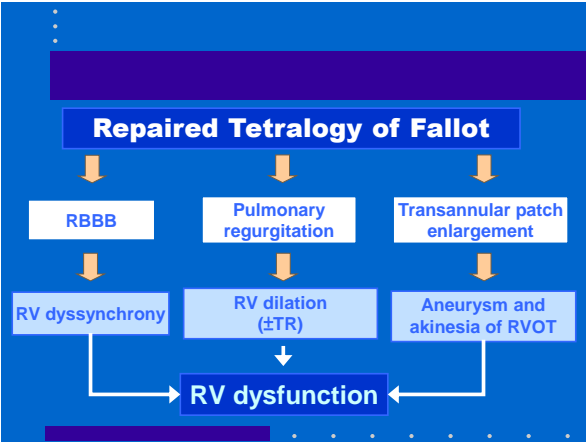 Repaired Tetralogy of Fallot
RBBB
Pulmonary
regurgitation
Transannular patch
enlargement
RV dyssynchrony
RV dilation
(±TR)
Aneurysm and
akinesia of RVOT
RV dysfunction